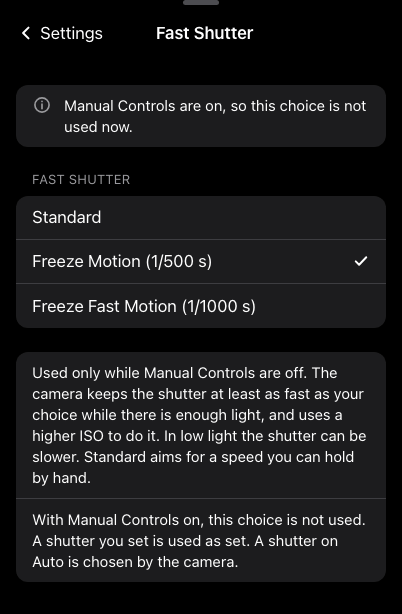 Settings
Fast Shutter
Manual Controls are on, so this choice is not
used now.
FAST SHUTTER
Standard
Freeze Motion (1/500 s)
Freeze Fast Motion (1/1000 s)
Used only while Manual Controls are off. The
camera keeps the shutter at least as fast as your
choice while there is enough light, and uses a
higher ISO to do it. In low light the shutter can be
slower. Standard aims for a speed you can hold
by hand.
With Manual Controls on, this choice is not used.
A shutter you set is used as set. A shutter on
Auto is chosen by the camera.